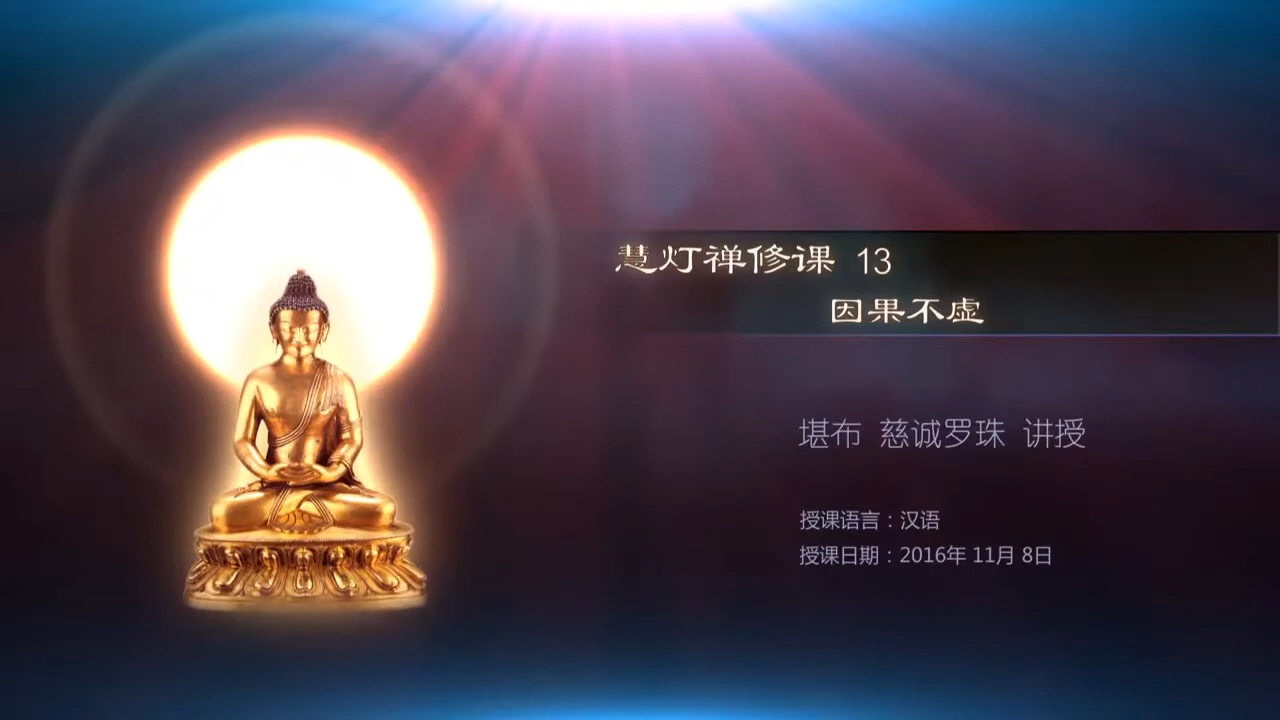 慧灯禅修课 13
因果不虚
堪布 慈诚罗珠 讲授
授课语言：汉语
授课日期：2016年 11月 8日